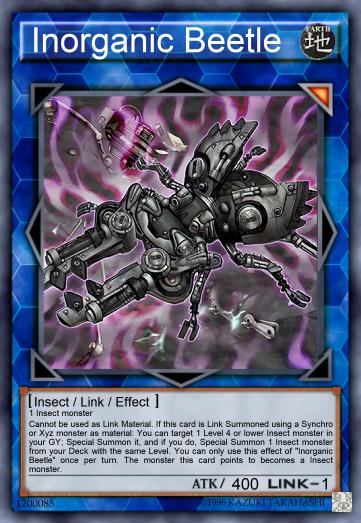 Inorganic Beetle
EARTH
地
[Insect / Link / Effect ]
1 Insect monster
Cannot be used as Link Material. If this card is Link Summoned using a Synchro
or Xyz monster as material: You can target 1 Level 4 or lower Insect monster in
your GY; Special Summon it, and if you do, Special Summon 1 Insect monster
from your Deck with the same Level. You can only use this effect of "Inorganic
Beetle" once per turn. The monster this card points to becomes a Insect
monster.
ATK/ 400 LINK-1
1200085 ©1996 KAZUKI TAKAHASHI